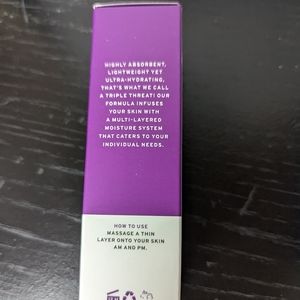 HIGHLY ABSORBENT,
LIGHTWEIGHT YET
ULTRA-HYDRATING,
THAT'S WHAT WE CALL
A TRIPLE THREAT! OUR
FORMULA INFUSES
YOUR SKIN WITH
A MULTI-LAYERED
MOISTURE SYSTEM
THAT CATERS TO YOUR
INDIVIDUAL NEEDS.
HOW TO USE
MASSAGE A THIN
LAYER ONTO YOUR SKIN
AM AND PM.